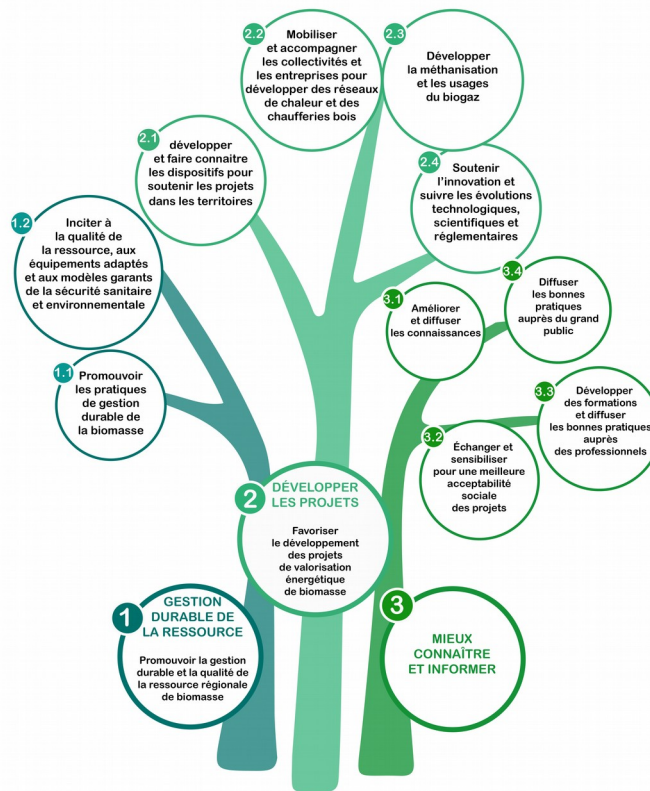 1
GESTION
DURABLE DE
LA RESSOURCE
Promouvoir la gestion
durable et la qualité de
la ressource régionale
de biomasse
1.1
Promouvoir
les pratiques
de gestion
durable de
la biomasse
1.2
Inciter à
la qualité de
la ressource, aux
équipements adaptés
et aux modèles garants
de la sécurité sanitaire
et environnementale
2
DÉVELOPPER
LES PROJETS
Favoriser
le développement
des projets
de valorisation
énergétique
de biomasse
2.1
développer
et faire connaitre
les dispositifs pour
soutenir les projets
dans les territoires
2.2
Mobiliser
et accompagner
les collectivités et
les entreprises pour
développer des réseaux
de chaleur et des
chaufferies bois
2.3
Développer
la méthanisation
et les usages
du biogaz
2.4
Soutenir
l'innovation et
suivre les évolutions
technologiques,
scientifiques et
réglementaires
3
MIEUX
CONNAÎTRE
ET INFORMER
3.1
Améliorer
et diffuser
les connaissances
3.2
Échanger et
sensibiliser
pour une meilleure
acceptabilité
sociale
des projets
3.3
Développer
des formations
et diffuser
les bonnes pratiques
auprès
des professionnels
3.4
Diffuser
les bonnes
pratiques
auprès du grand
public